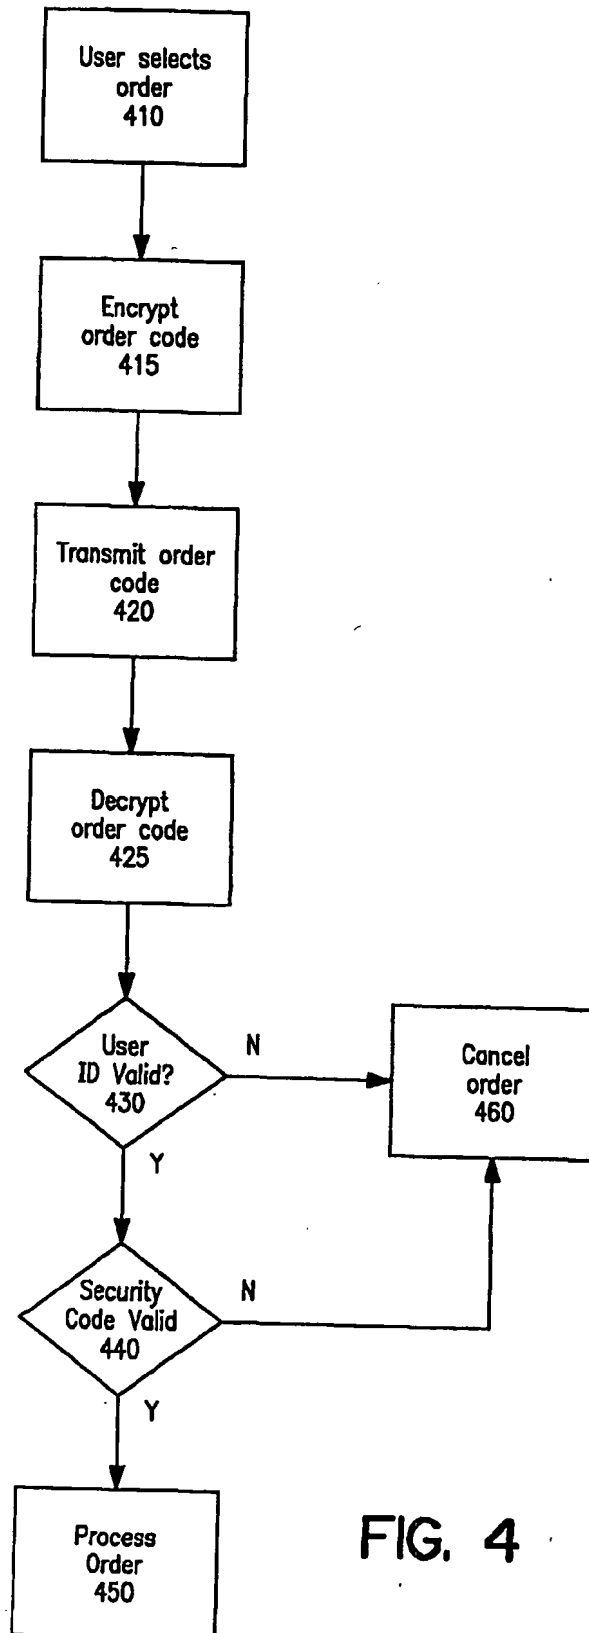 User selects
order
410
Encrypt
order code
415
Transmit order
code
420
Decrypt
order code
425
User
ID Valid?
430
N
Cancel
order
460
Y
Security
Code Valid
440
N
Y
Process
Order
450
FIG. 4